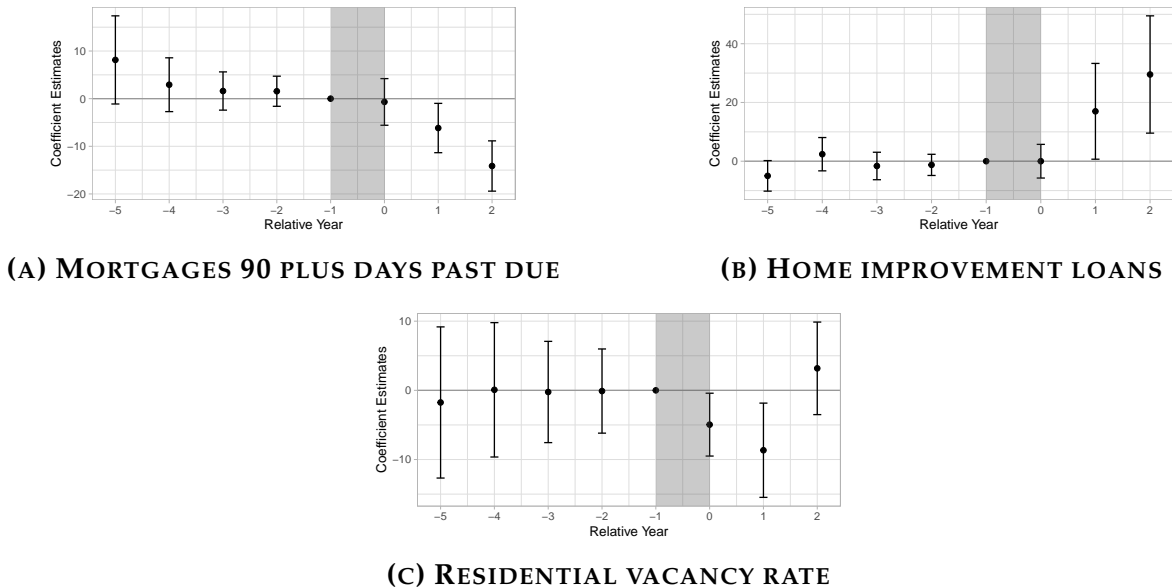 10
0
−10
−20
Coefficient Estimates
−5 −4 −3 −2 −1 0 1 2
Relative Year
(A) MORTGAGES 90 PLUS DAYS PAST DUE
40
20
0
Coefficient Estimates
−5 −4 −3 −2 −1 0 1 2
Relative Year
(B) HOME IMPROVEMENT LOANS
10
0
−10
Coefficient Estimates
−5 −4 −3 −2 −1 0 1 2
Relative Year
(C) RESIDENTIAL VACANCY RATE